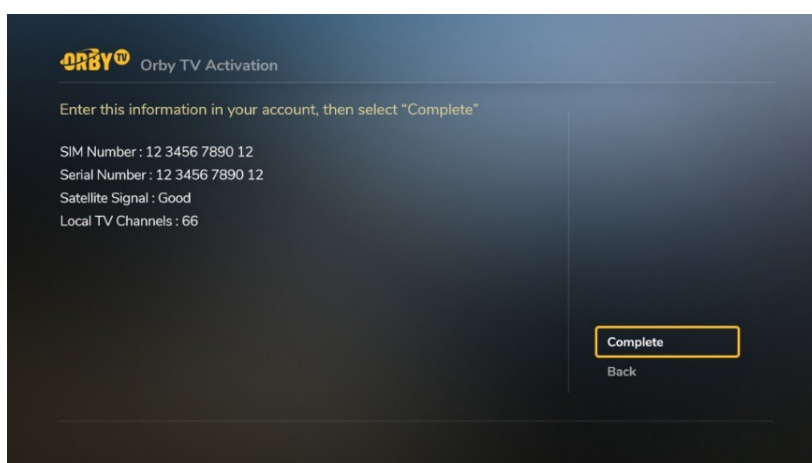 ORBY TV Orby TV Activation
Enter this information in your account, then select “Complete”
SIM Number : 12 3456 7890 12
Serial Number : 12 3456 7890 12
Satellite Signal : Good
Local TV Channels : 66
Complete
Back